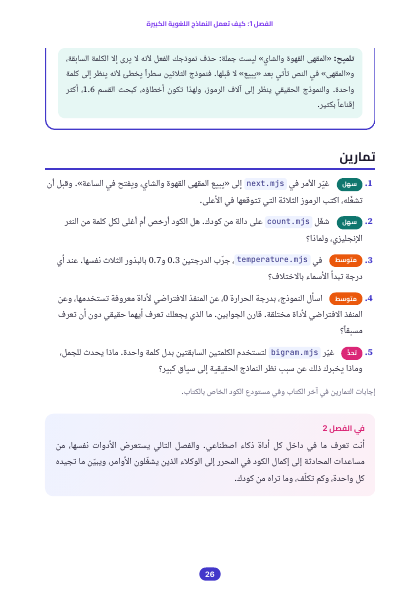 الفصل 1: كيف تعمل النماذج اللغوية الكبيرة
تلميح: «المقهى القهوة والشاي» ليست جملة: حذف نموذجك الفعل لأنه لا يرى إلا الكلمة السابقة،
و«المقهى» في النص تأتي بعد «يبيع» لا قبلها. فنموذج الثلاثين سطراً يخطئ لأنه ينظر إلى كلمة
واحدة. والنموذج الحقيقي ينظر إلى آلاف الرموز، ولهذا تكون أخطاؤه، كبحث القسم 1.6، أكثر
إقناعاً بكثير.
تمارين
1. سهل غيّر الأمر في next.mjs إلى «يبيع المقهى القهوة والشاي، ويفتح في الساعة». وقبل أن
تشغّله، اكتب الرموز الثلاثة التي تتوقعها في الأعلى.
2. سهل شغّل count.mjs على دالة من كودك. هل الكود أرخص أم أغلى لكل كلمة من النثر
الإنجليزي، ولماذا؟
3. متوسط في temperature.mjs، جرّب الدرجتين 0.3 و0.7 بالبذور الثلاث نفسها. عند أي
درجة تبدأ الأسماء بالاختلاف؟
4. متوسط اسأل النموذج، بدرجة الحرارة 0، عن المنفذ الافتراضي لأداة معروفة تستخدمها، وعن
المنفذ الافتراضي لأداة مختلقة. قارن الجوابين. ما الذي يجعلك تعرف أيهما حقيقي دون أن تعرف
مسبقاً؟
5. تحدٍّ غيّر bigram.mjs لتستخدم الكلمتين السابقتين بدل كلمة واحدة. ماذا يحدث للجمل،
وماذا يخبرك ذلك عن سبب نظر النماذج الحقيقية إلى سياق كبير؟
إجابات التمارين في آخر الكتاب وفي مستودع الكود الخاص بالكتاب.
في الفصل 2
أنت تعرف ما في داخل كل أداة ذكاء اصطناعي. والفصل التالي يستعرض الأدوات نفسها، من
مساعدات المحادثة إلى إكمال الكود في المحرر إلى الوكلاء الذين يشغّلون الأوامر، ويبيّن ما تجيده
كل واحدة، وكم تكلّف، وما تراه من كودك.
26